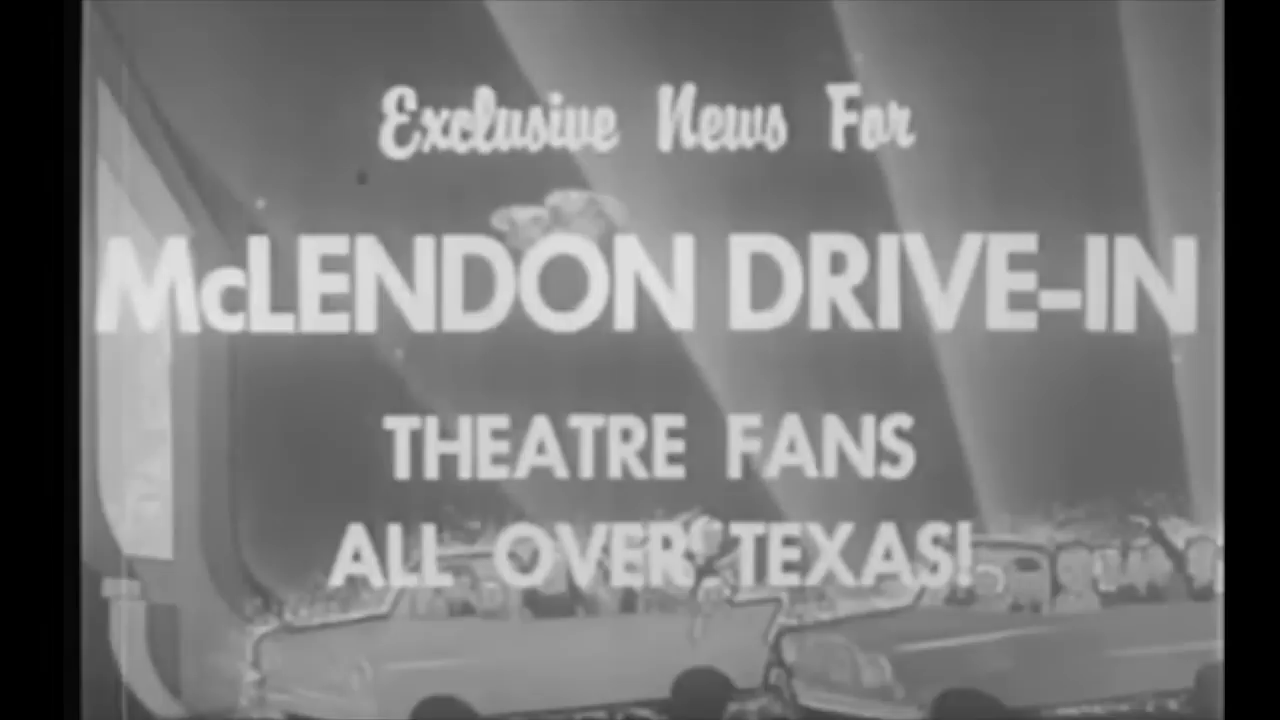 Exclusive News For
McLENDON DRIVE-IN
THEATRE FANS
ALL OVER TEXAS!